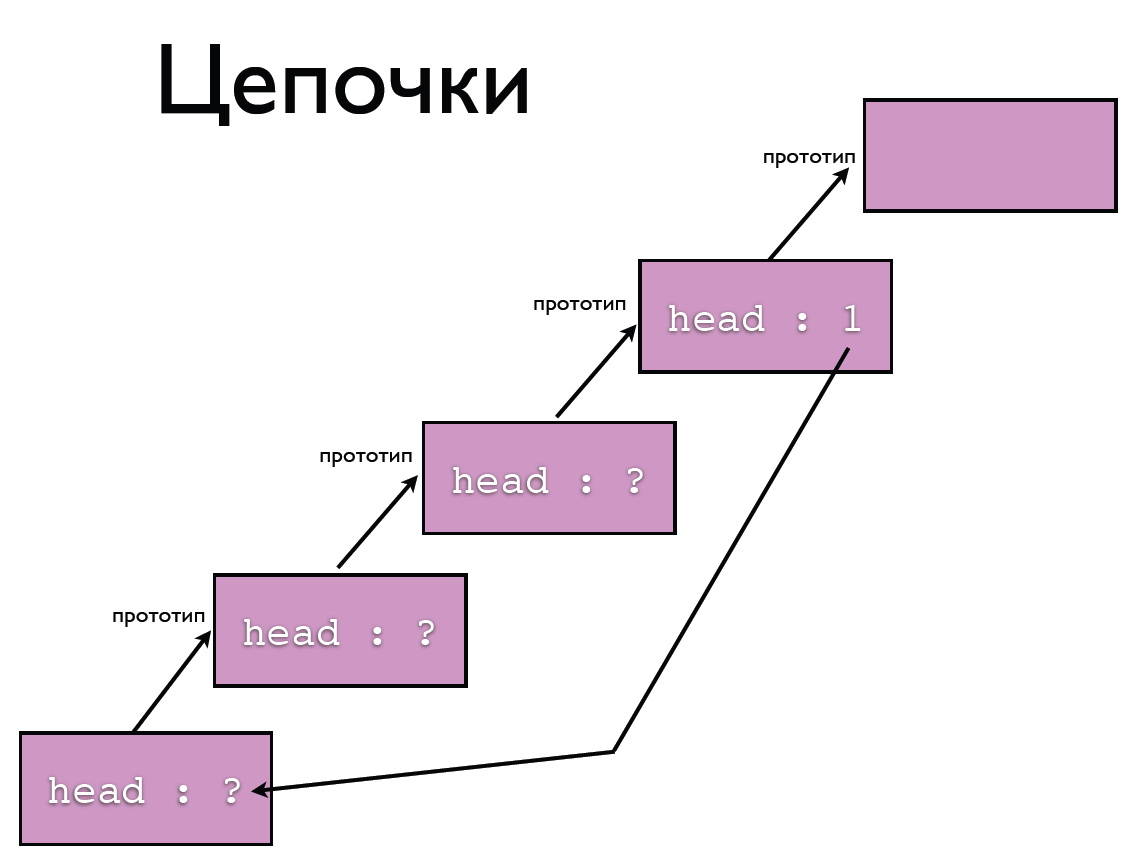 Цепочки
прототип
прототип
head : 1
прототип
head : ?
прототип
head : ?
head : ?